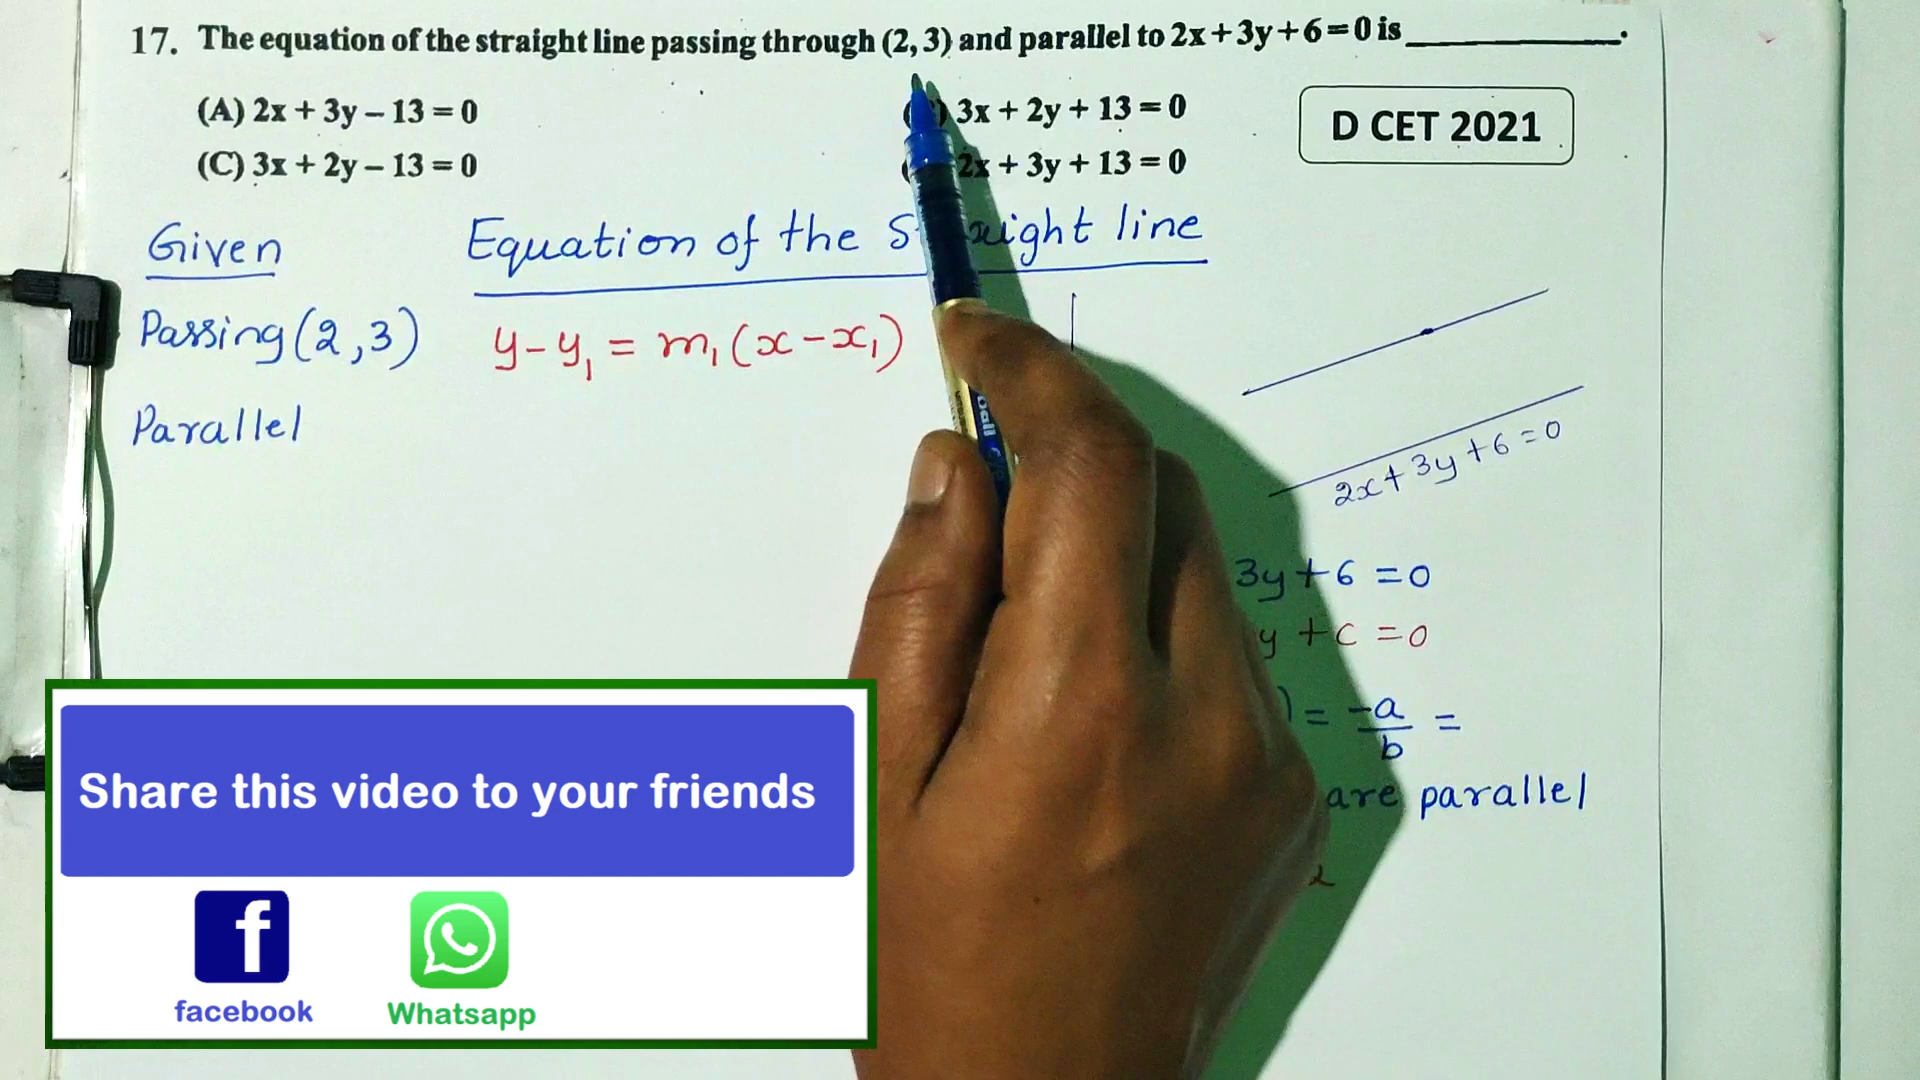 17. The equation of the straight line passing through (2, 3) and parallel to 2x + 3y + 6 = 0 is ____________.
(A) 2x + 3y – 13 = 0
3x + 2y + 13 = 0
(C) 3x + 2y – 13 = 0
2x + 3y + 13 = 0
D CET 2021
Given
Equation of the Straight line
Passing (2,3)
y - y₁ = m₁ (x - x₁)
Parallel
2x + 3y + 6 = 0
3y + 6 = 0
y + c = 0
) = -a/b =
are parallel
Share this video to your friends
f
facebook
Whatsapp
ball